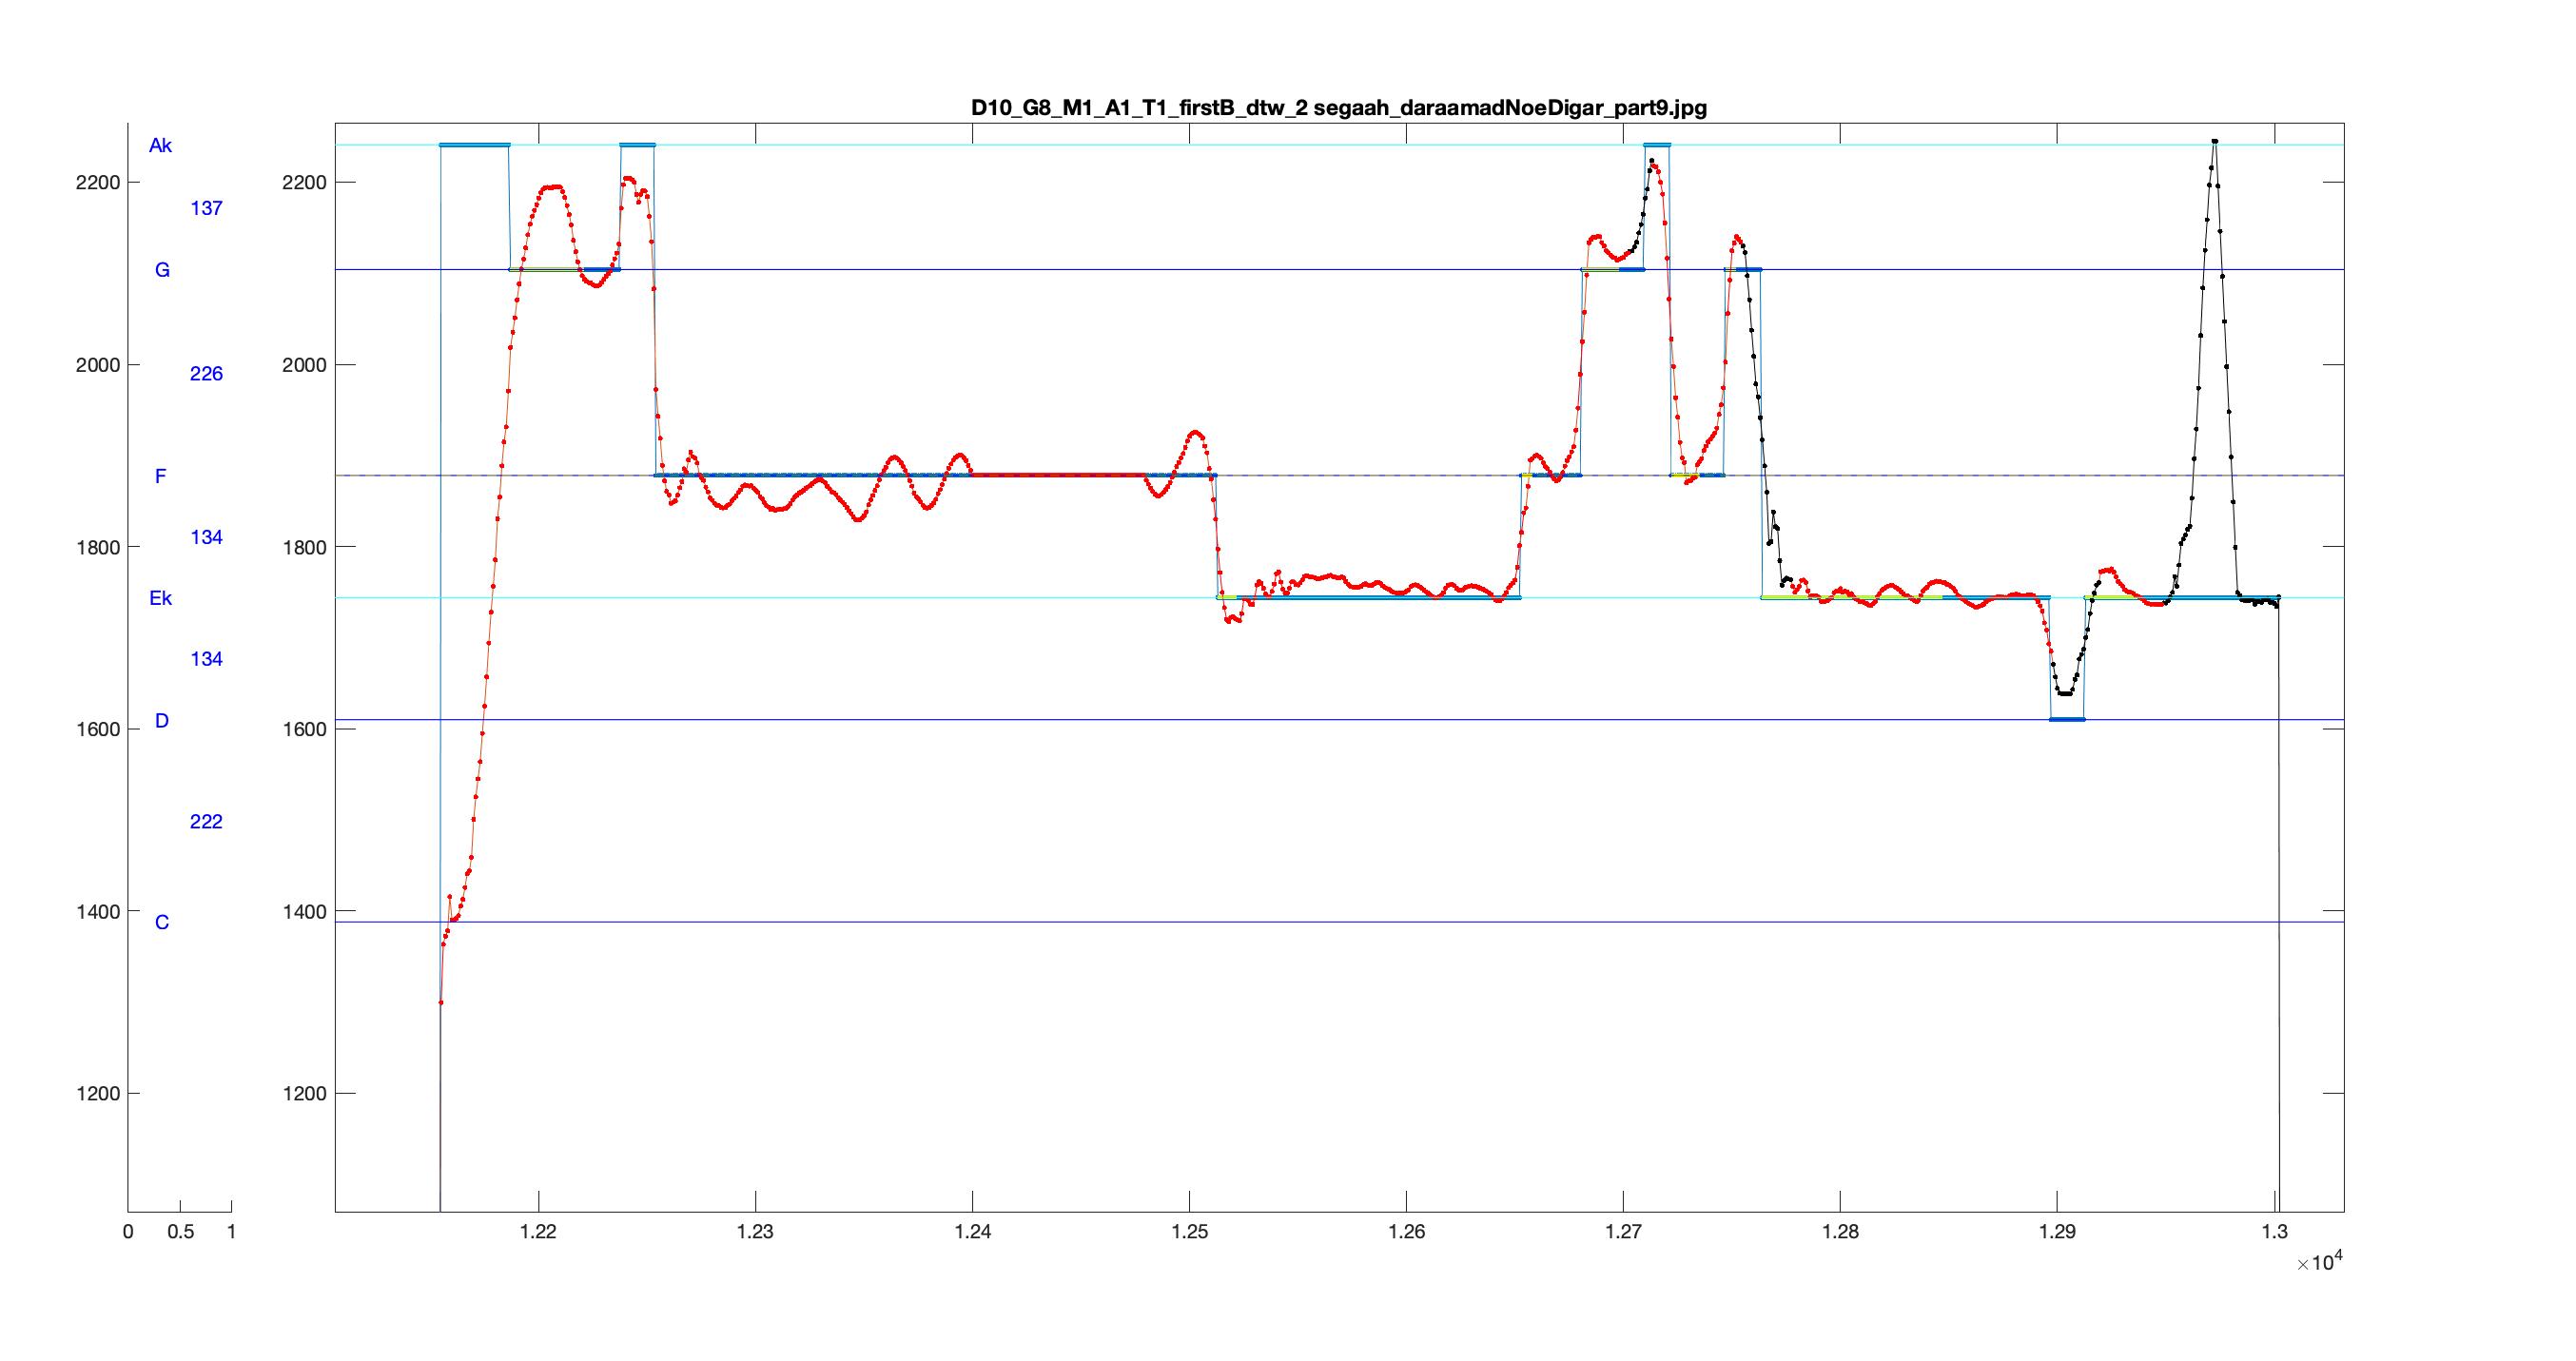 D10_G8_M1_A1_T1_firstB_dtw_2 segaah_daraamadNoeDigar_part9.jpg
Ak
2200 2200
137
G
226
2000 2000
F
134
1800 1800
Ek
134
D
1600 1600
222
1400 1400
C
1200 1200
0 0.5 1 1.22 1.23 1.24 1.25 1.26 1.27 1.28 1.29 1.3
×10^4